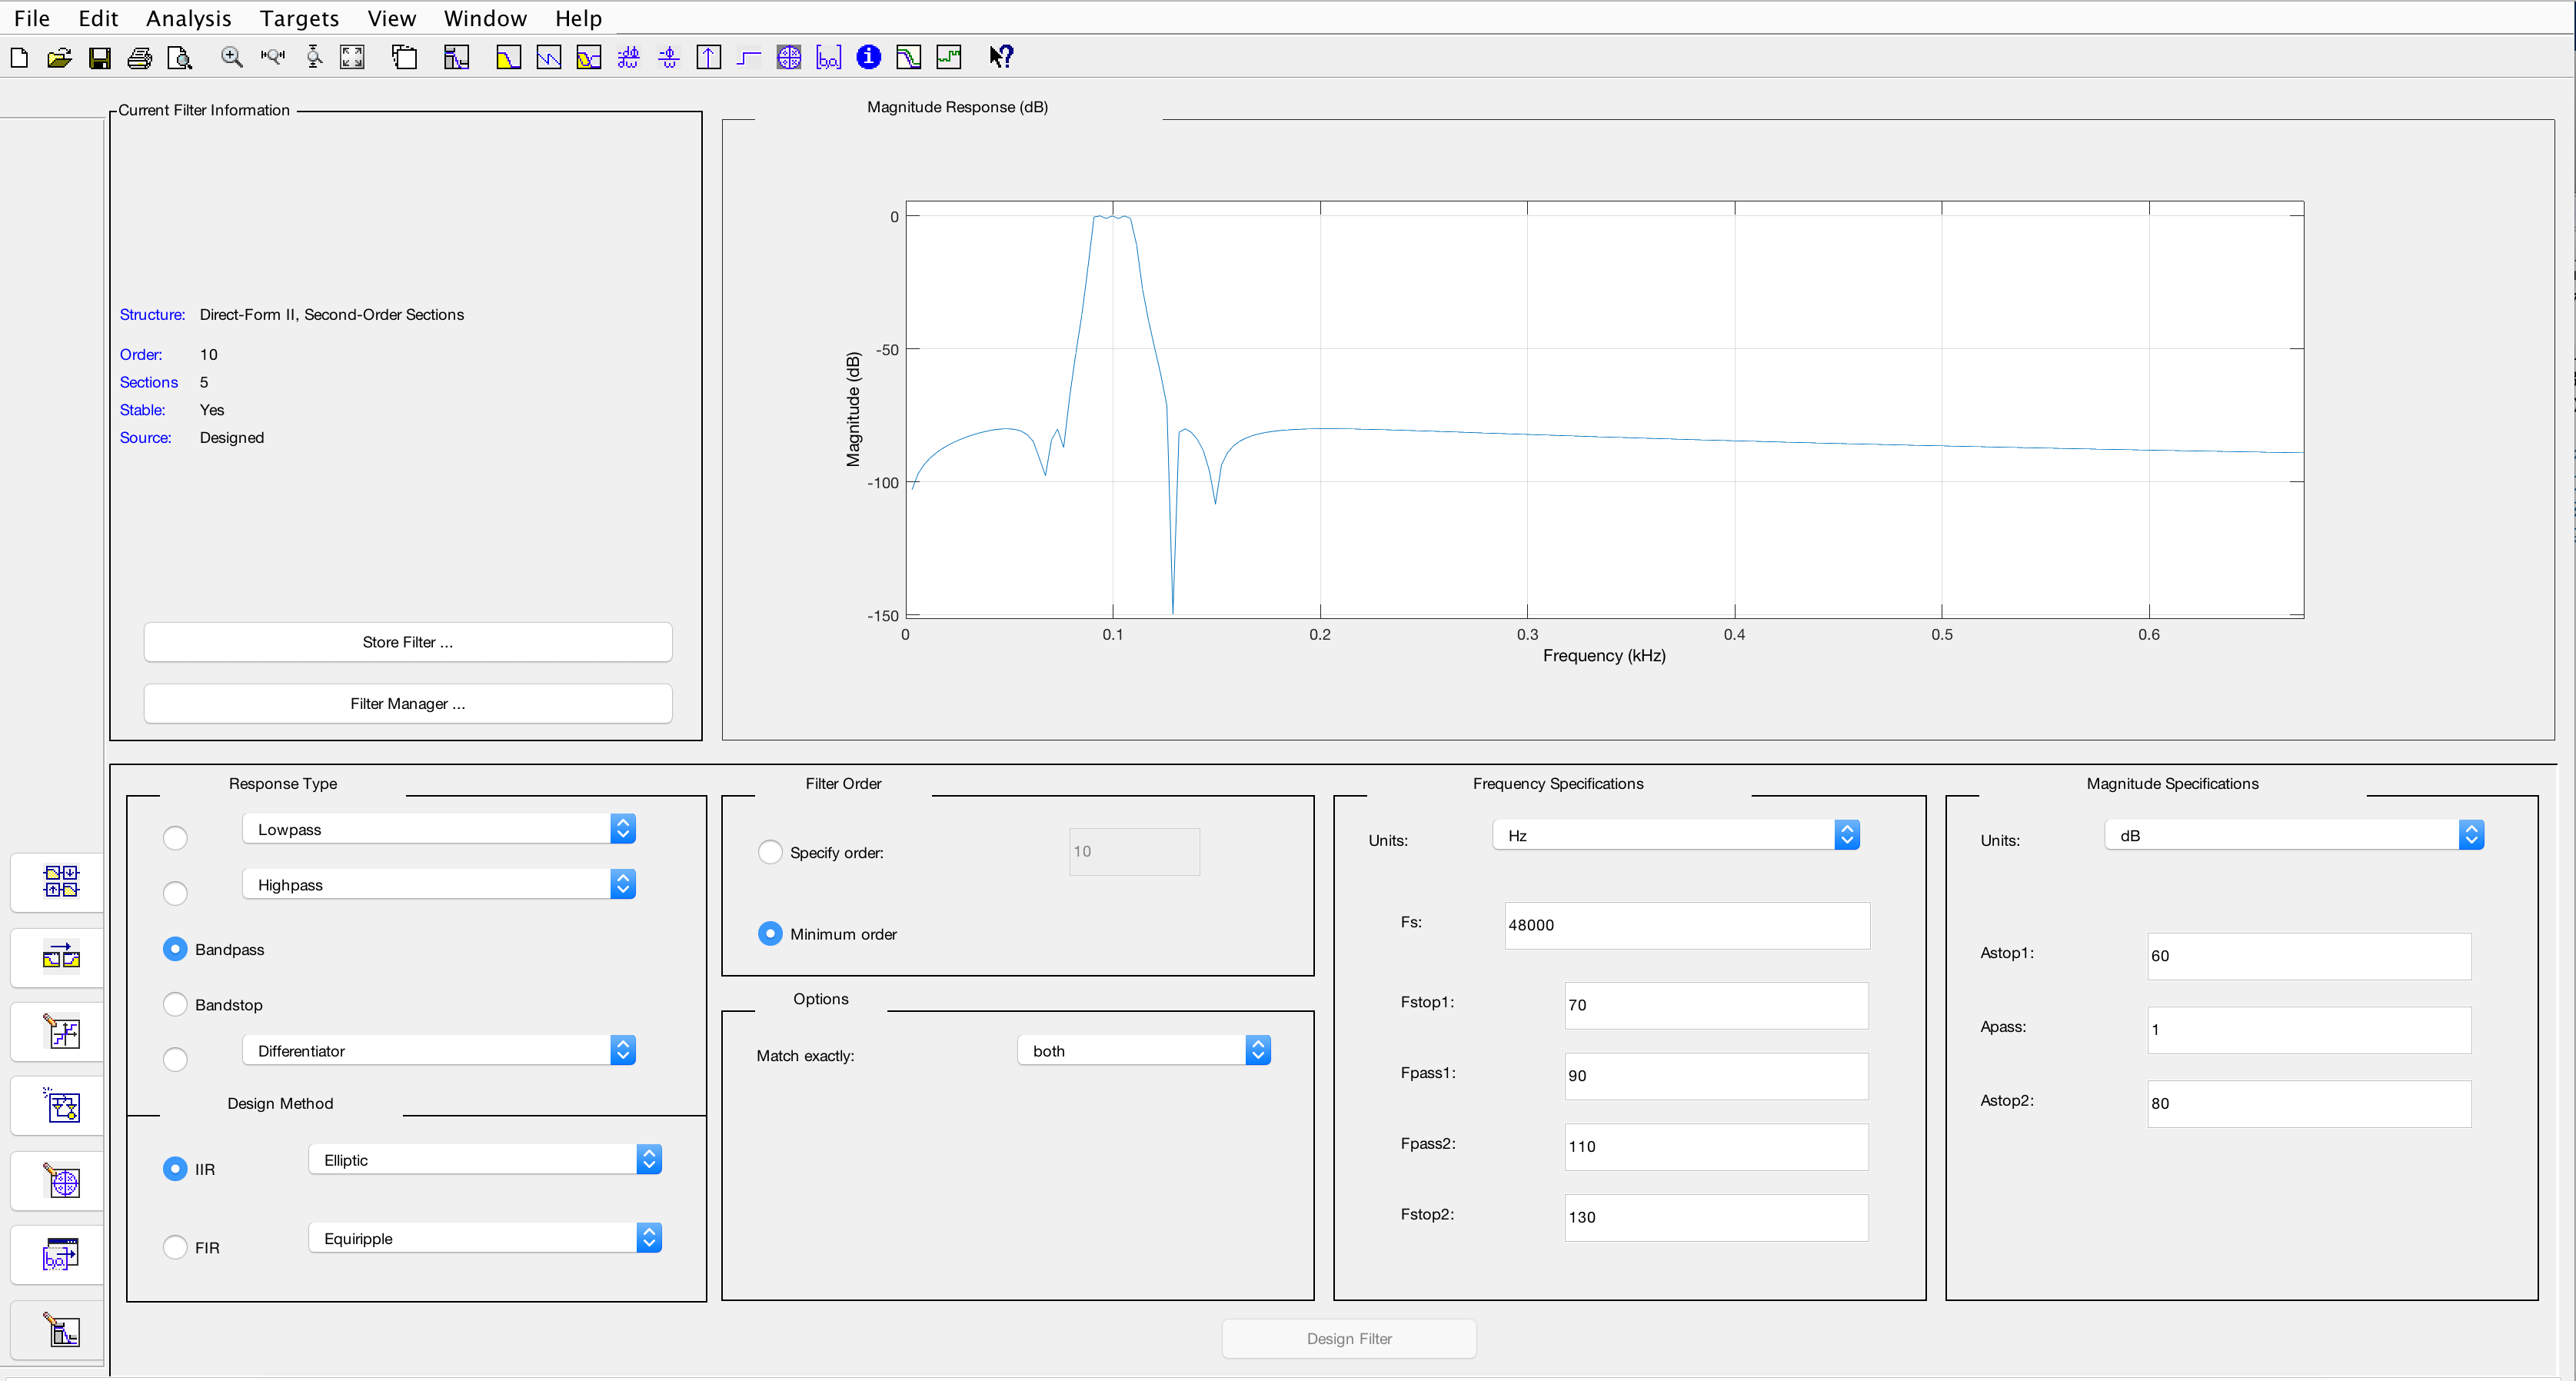 File Edit Analysis Targets View Window Help
Current Filter Information
Structure: Direct-Form II, Second-Order Sections
Order: 10
Sections 5
Stable: Yes
Source: Designed
Store Filter ...
Filter Manager ...
Magnitude Response (dB)
Magnitude (dB)
0
-50
-100
-150
0 0.1 0.2 0.3 0.4 0.5 0.6
Frequency (kHz)
Response Type
Lowpass
Highpass
Bandpass
Bandstop
Differentiator
Design Method
IIR Elliptic
FIR Equiripple
Filter Order
Specify order: 10
Minimum order
Options
Match exactly: both
Frequency Specifications
Units: Hz
Fs: 48000
Fstop1: 70
Fpass1: 90
Fpass2: 110
Fstop2: 130
Magnitude Specifications
Units: dB
Astop1: 60
Apass: 1
Astop2: 80
Design Filter